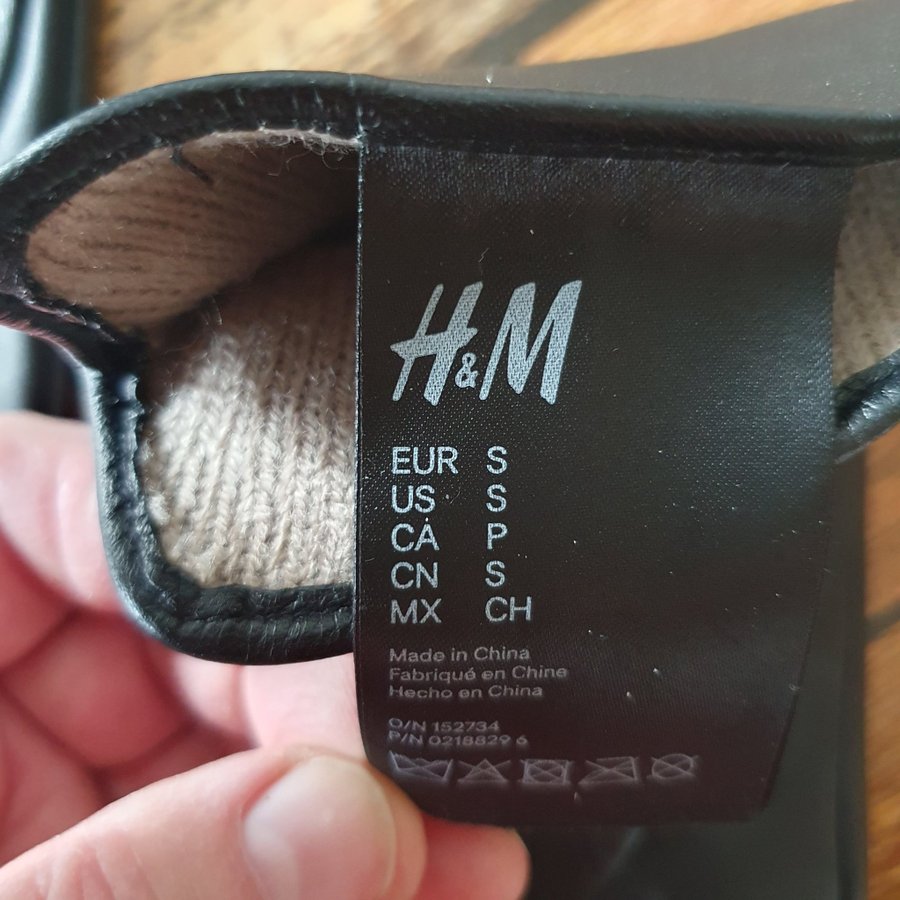 H&M
EUR S
US S
CA P
CN S
MX CH
Made in China
Fabriqué en Chine
Hecho en China
O/N 152734
P/N 0218829 6